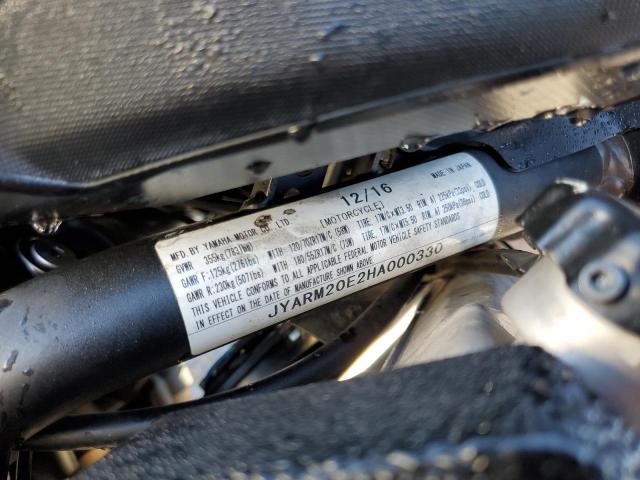 12/16
MADE IN JAPAN
MFD. BY YAMAHA MOTOR CO., LTD. [MOTORCYCLE]
GVWR 355kg(783lbs)
GAWR F:125kg(276lbs) WITH 120/70ZR17M/C (58W) TIRE, 17M/C×MT3.50 RIM, AT 225kPa(33psi) COLD
GAWR R:230kg(507lbs) WITH 180/55ZR17M/C (73W) TIRE, 17M/C×MT5.50 RIM, AT 250kPa(36psi) COLD
THIS VEHICLE CONFORMS TO ALL APPLICABLE FEDERAL MOTOR VEHICLE SAFETY STANDARDS
IN EFFECT ON THE DATE OF MANUFACTURE SHOWN ABOVE
JYARM20E2HA000330